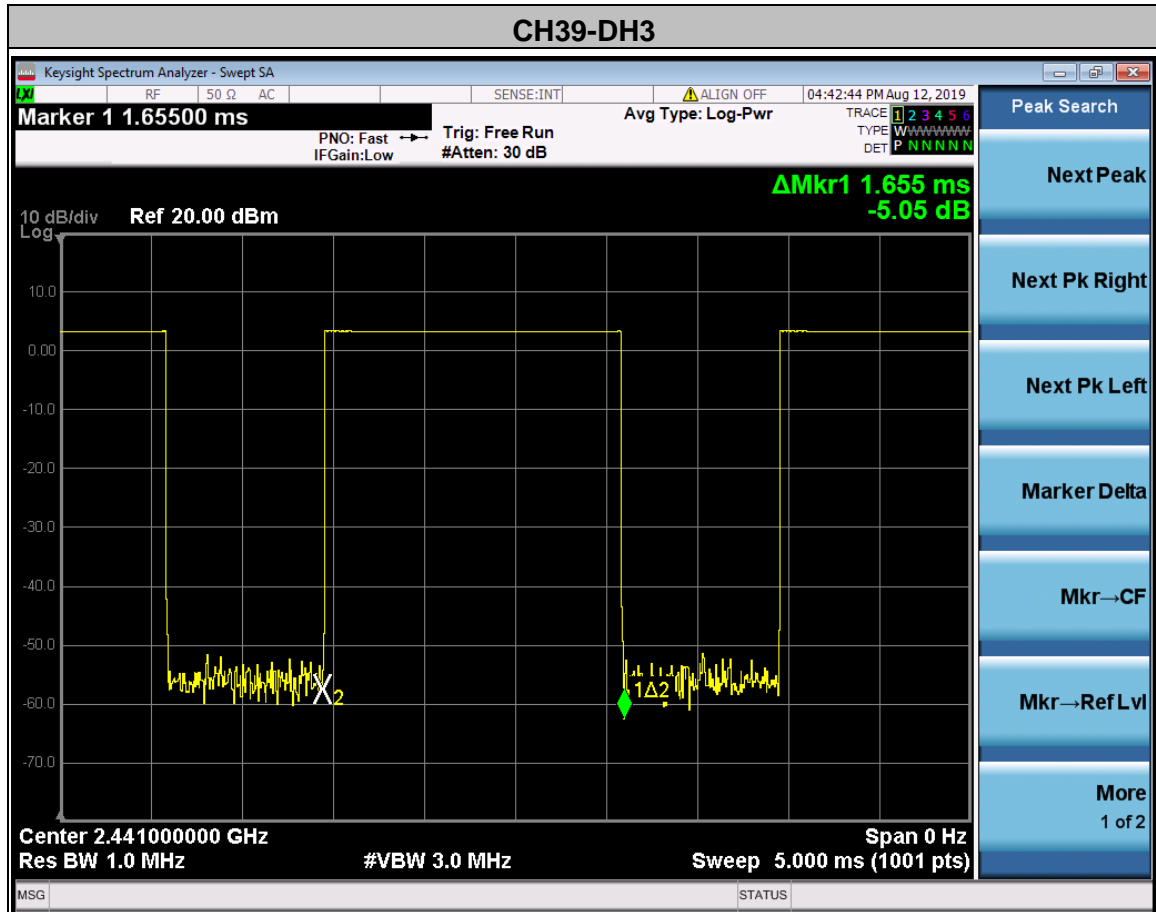 CH39-DH3
Keysight Spectrum Analyzer - Swept SA
LXI RF 50 Ω AC SENSE:INT ALIGN OFF 04:42:44 PM Aug 12, 2019
Marker 1 1.65500 ms
PNO: Fast
IFGain:Low
Trig: Free Run
#Atten: 30 dB
Avg Type: Log-Pwr
TRACE 1 2 3 4 5 6
TYPE WWWWWW
DET P N N N N N
ΔMkr1 1.655 ms
-5.05 dB
10 dB/div Ref 20.00 dBm
Log
10.0
0.00
-10.0
-20.0
-30.0
-40.0
-50.0
-60.0
-70.0
X2
1Δ2
Center 2.441000000 GHz Span 0 Hz
Res BW 1.0 MHz #VBW 3.0 MHz Sweep 5.000 ms (1001 pts)
MSG STATUS
Peak Search
Next Peak
Next Pk Right
Next Pk Left
Marker Delta
Mkr→CF
Mkr→Ref Lvl
More
1 of 2